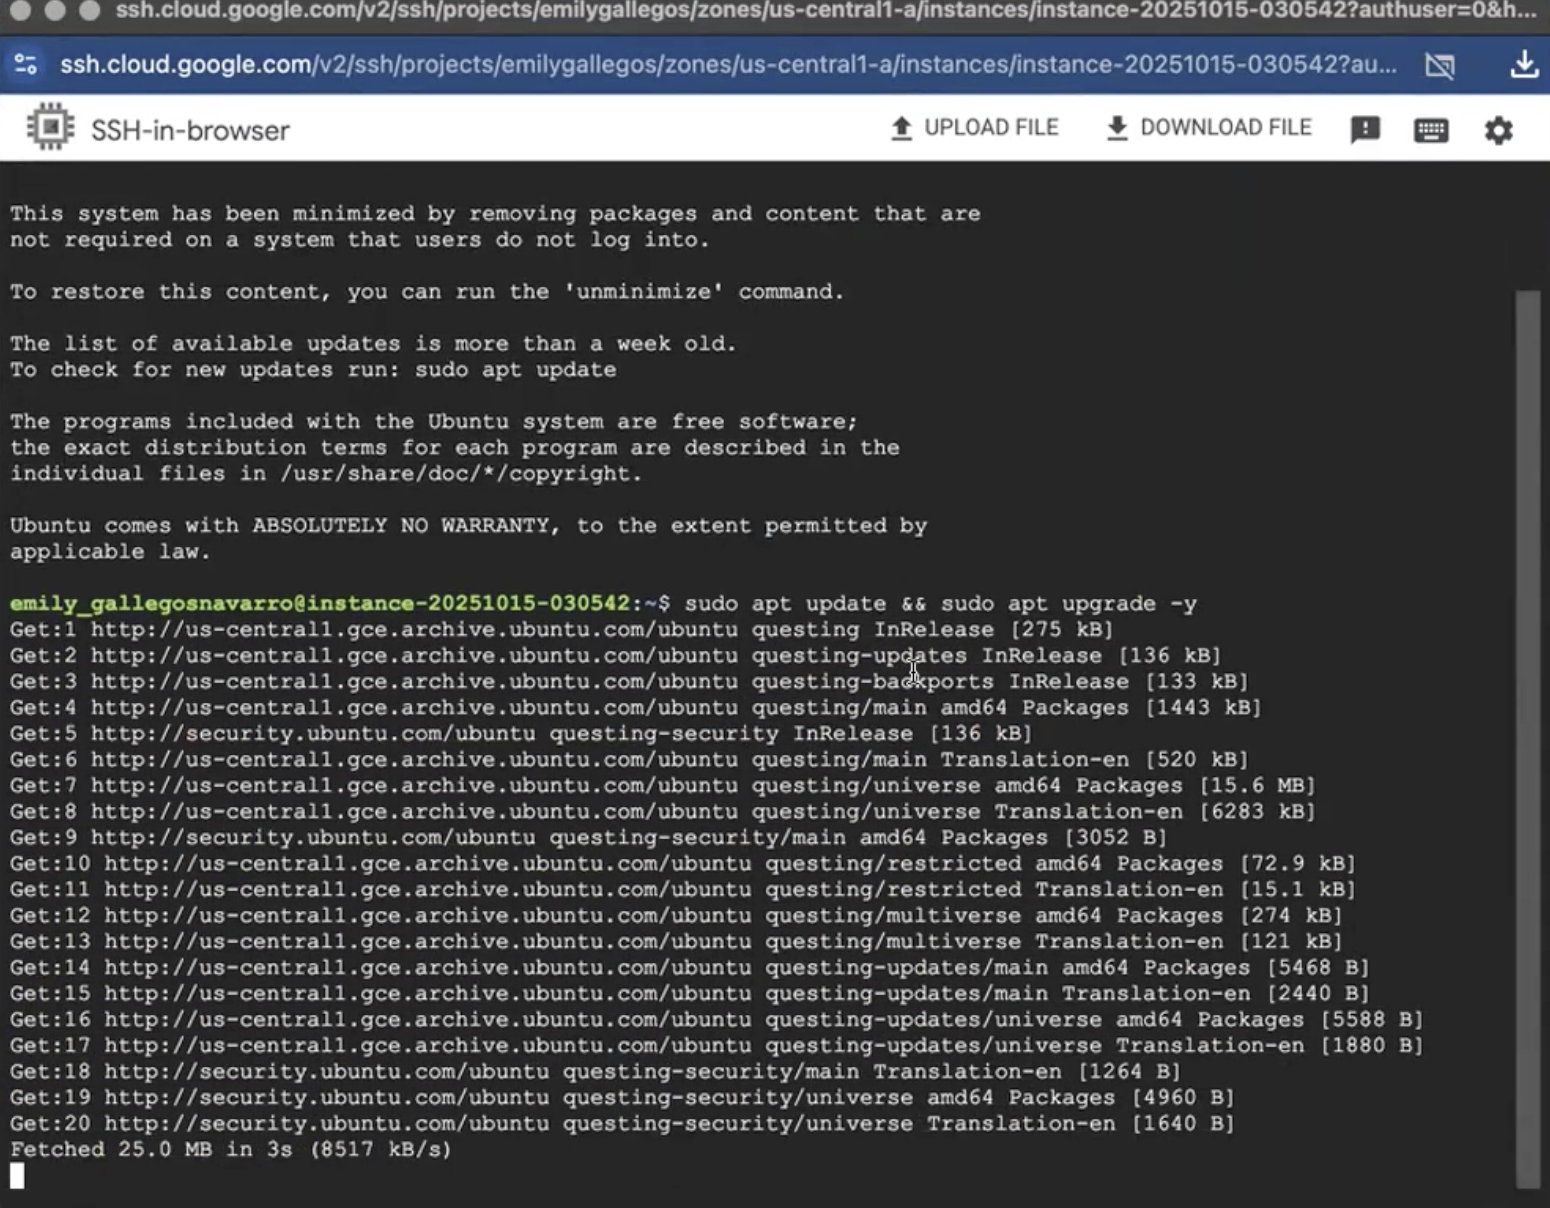 ssh.cloud.google.com/v2/ssh/projects/emilygallegos/zones/us-central1-a/instances/instance-20251015-030542?authuser=0&h...
ssh.cloud.google.com/v2/ssh/projects/emilygallegos/zones/us-central1-a/instances/instance-20251015-030542?au...
SSH-in-browser UPLOAD FILE DOWNLOAD FILE
This system has been minimized by removing packages and content that are
not required on a system that users do not log into.
To restore this content, you can run the 'unminimize' command.
The list of available updates is more than a week old.
To check for new updates run: sudo apt update
The programs included with the Ubuntu system are free software;
the exact distribution terms for each program are described in the
individual files in /usr/share/doc/*/copyright.
Ubuntu comes with ABSOLUTELY NO WARRANTY, to the extent permitted by
applicable law.
emily_gallegosnavarro@instance-20251015-030542:~$ sudo apt update && sudo apt upgrade -y
Get:1 http://us-central1.gce.archive.ubuntu.com/ubuntu questing InRelease [275 kB]
Get:2 http://us-central1.gce.archive.ubuntu.com/ubuntu questing-updates InRelease [136 kB]
Get:3 http://us-central1.gce.archive.ubuntu.com/ubuntu questing-backports InRelease [133 kB]
Get:4 http://us-central1.gce.archive.ubuntu.com/ubuntu questing/main amd64 Packages [1443 kB]
Get:5 http://security.ubuntu.com/ubuntu questing-security InRelease [136 kB]
Get:6 http://us-central1.gce.archive.ubuntu.com/ubuntu questing/main Translation-en [520 kB]
Get:7 http://us-central1.gce.archive.ubuntu.com/ubuntu questing/universe amd64 Packages [15.6 MB]
Get:8 http://us-central1.gce.archive.ubuntu.com/ubuntu questing/universe Translation-en [6283 kB]
Get:9 http://security.ubuntu.com/ubuntu questing-security/main amd64 Packages [3052 B]
Get:10 http://us-central1.gce.archive.ubuntu.com/ubuntu questing/restricted amd64 Packages [72.9 kB]
Get:11 http://us-central1.gce.archive.ubuntu.com/ubuntu questing/restricted Translation-en [15.1 kB]
Get:12 http://us-central1.gce.archive.ubuntu.com/ubuntu questing/multiverse amd64 Packages [274 kB]
Get:13 http://us-central1.gce.archive.ubuntu.com/ubuntu questing/multiverse Translation-en [121 kB]
Get:14 http://us-central1.gce.archive.ubuntu.com/ubuntu questing-updates/main amd64 Packages [5468 B]
Get:15 http://us-central1.gce.archive.ubuntu.com/ubuntu questing-updates/main Translation-en [2440 B]
Get:16 http://us-central1.gce.archive.ubuntu.com/ubuntu questing-updates/universe amd64 Packages [5588 B]
Get:17 http://us-central1.gce.archive.ubuntu.com/ubuntu questing-updates/universe Translation-en [1880 B]
Get:18 http://security.ubuntu.com/ubuntu questing-security/main Translation-en [1264 B]
Get:19 http://security.ubuntu.com/ubuntu questing-security/universe amd64 Packages [4960 B]
Get:20 http://security.ubuntu.com/ubuntu questing-security/universe Translation-en [1640 B]
Fetched 25.0 MB in 3s (8517 kB/s)